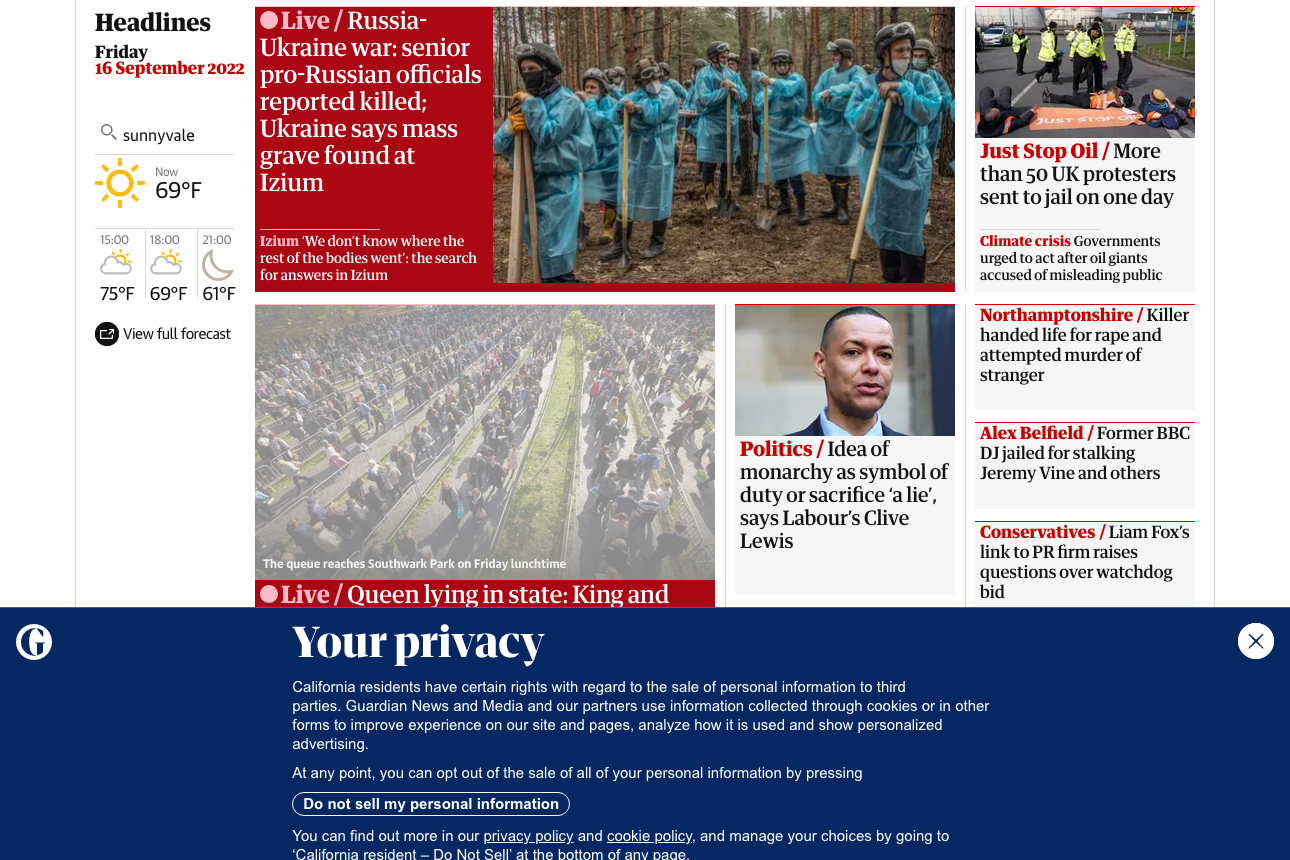 Headlines
Friday
16 September 2022
sunnyvale
Now
69°F
15:00
75°F
18:00
69°F
21:00
61°F
View full forecast
Live / Russia-
Ukraine war: senior
pro-Russian officials
reported killed;
Ukraine says mass
grave found at
Izium
Izium ‘We don’t know where the
rest of the bodies went’: the search
for answers in Izium
JUST STOP OIL
Just Stop Oil / More
than 50 UK protesters
sent to jail on one day
Climate crisis Governments
urged to act after oil giants
accused of misleading public
The queue reaches Southwark Park on Friday lunchtime
Live / Queen lying in state: King and
Politics / Idea of
monarchy as symbol of
duty or sacrifice ‘a lie’,
says Labour’s Clive
Lewis
Northamptonshire / Killer
handed life for rape and
attempted murder of
stranger
Alex Belfield / Former BBC
DJ jailed for stalking
Jeremy Vine and others
Conservatives / Liam Fox’s
link to PR firm raises
questions over watchdog
bid
Your privacy
California residents have certain rights with regard to the sale of personal information to third
parties. Guardian News and Media and our partners use information collected through cookies or in other
forms to improve experience on our site and pages, analyze how it is used and show personalized
advertising.
At any point, you can opt out of the sale of all of your personal information by pressing
Do not sell my personal information
You can find out more in our privacy policy and cookie policy, and manage your choices by going to
‘California resident – Do Not Sell’ at the bottom of any page.